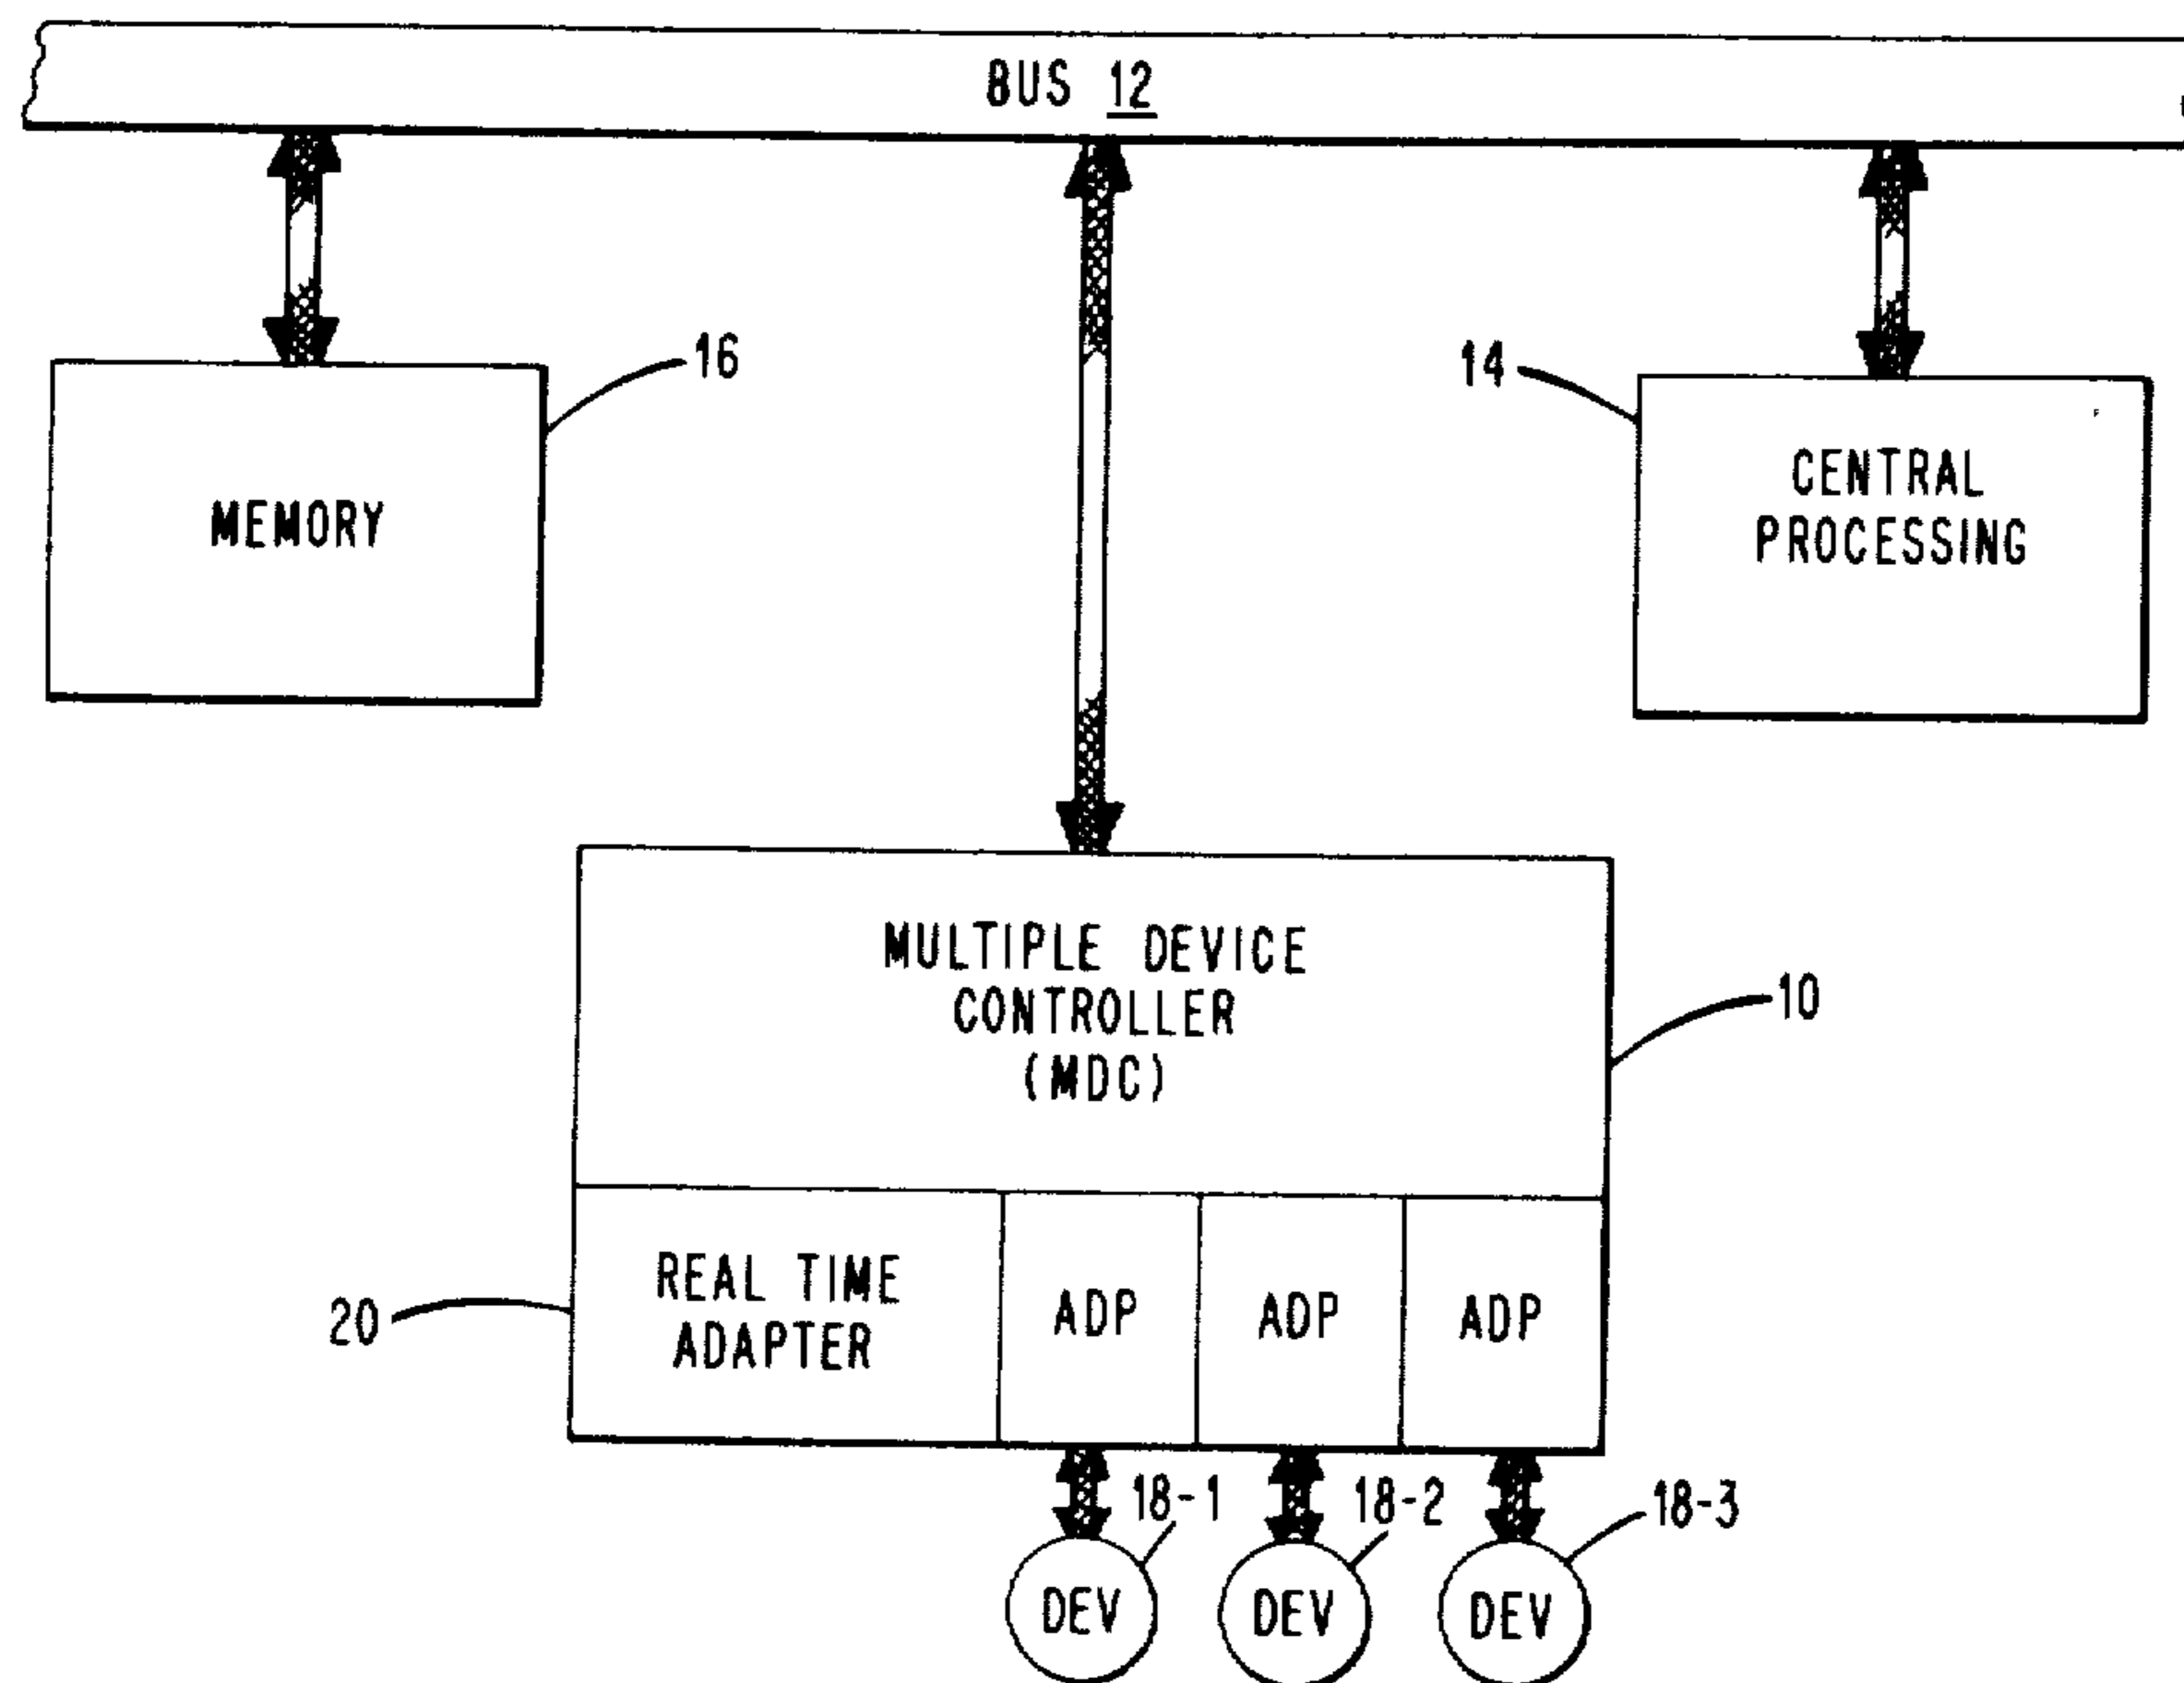 BUS 12
16
14
MEMORY
CENTRAL
PROCESSING
MULTIPLE DEVICE
CONTROLLER
(MDC)
10
REAL TIME
ADAPTER
ADP
ADP
ADP
20
18-1
18-2
18-3
DEV
DEV
DEV